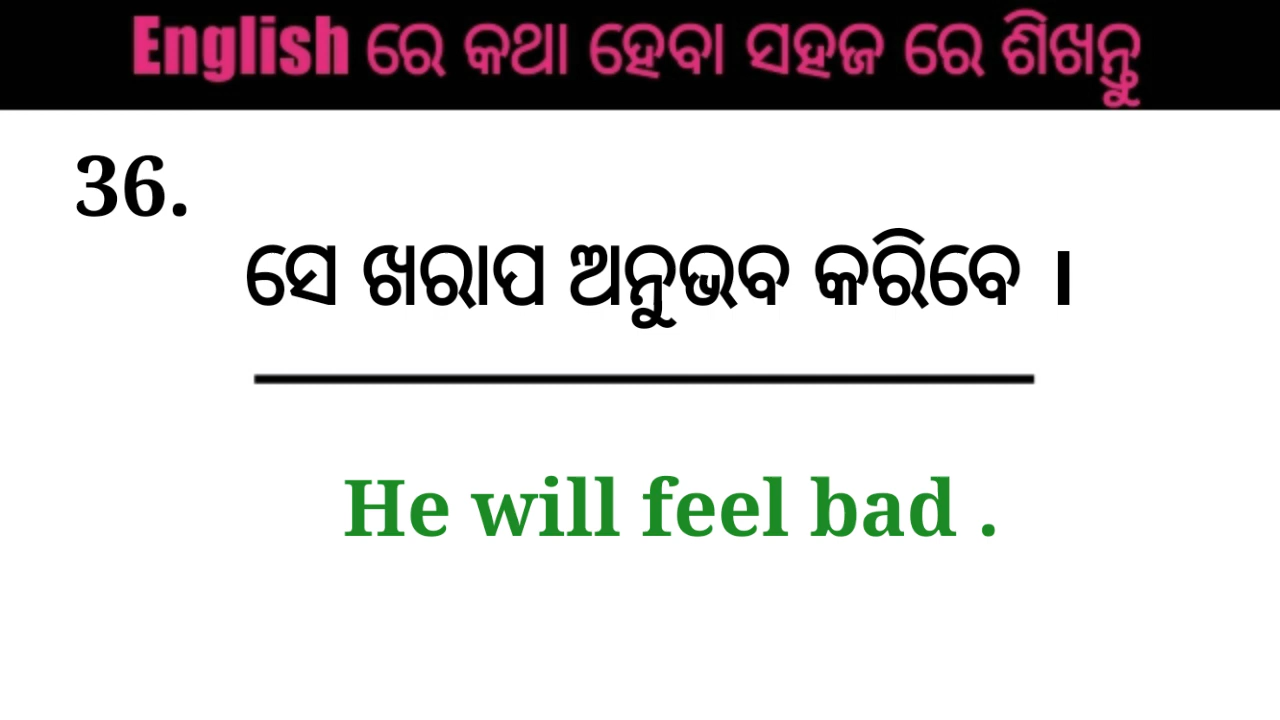 English ରେ କଥା ହେବା ସହଜ ରେ ଶିଖନ୍ତୁ
36.
ସେ ଖରାପ ଅନୁଭବ କରିବେ ।
He will feel bad .